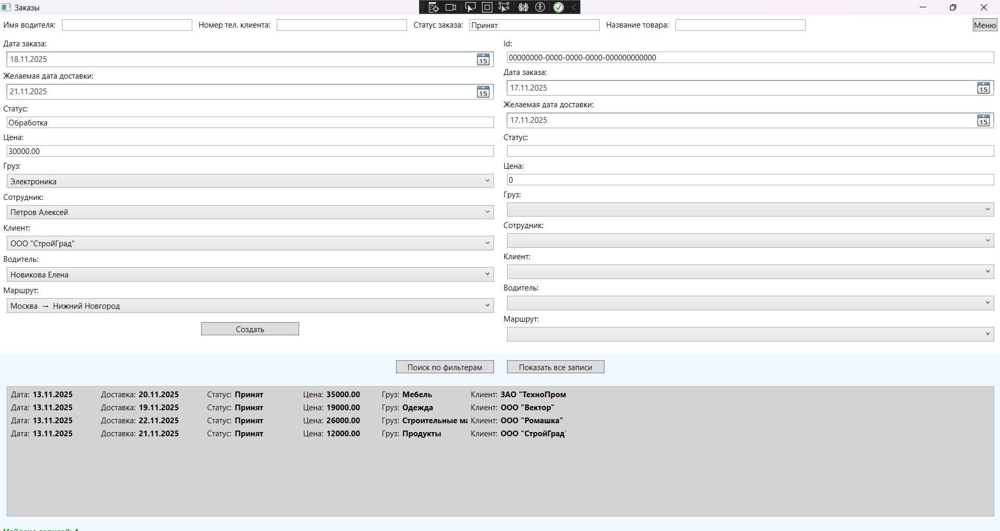 Заказы
Имя водителя: Номер тел. клиента: Статус заказа: Принят Название товара: Меню
Дата заказа:
18.11.2025 15
Желаемая дата доставки:
21.11.2025 15
Статус:
Обработка
Цена:
30000.00
Груз:
Электроника
Сотрудник:
Петров Алексей
Клиент:
ООО "СтройГрад"
Водитель:
Новикова Елена
Маршрут:
Москва → Нижний Новгород
Создать
Id:
00000000-0000-0000-0000-000000000000
Дата заказа:
17.11.2025 15
Желаемая дата доставки:
17.11.2025 15
Статус:
Цена:
0
Груз:
Сотрудник:
Клиент:
Водитель:
Маршрут:
Поиск по фильтерам Показать все записи
Дата: 13.11.2025 Доставка: 20.11.2025 Статус: Принят Цена: 35000.00 Груз: Мебель Клиент: ЗАО "ТехноПром
Дата: 13.11.2025 Доставка: 19.11.2025 Статус: Принят Цена: 19000.00 Груз: Одежда Клиент: ООО "Вектор"
Дата: 13.11.2025 Доставка: 22.11.2025 Статус: Принят Цена: 26000.00 Груз: Строительные ма Клиент: ООО "Ромашка"
Дата: 13.11.2025 Доставка: 21.11.2025 Статус: Принят Цена: 12000.00 Груз: Продукты Клиент: ООО "СтройГрад"